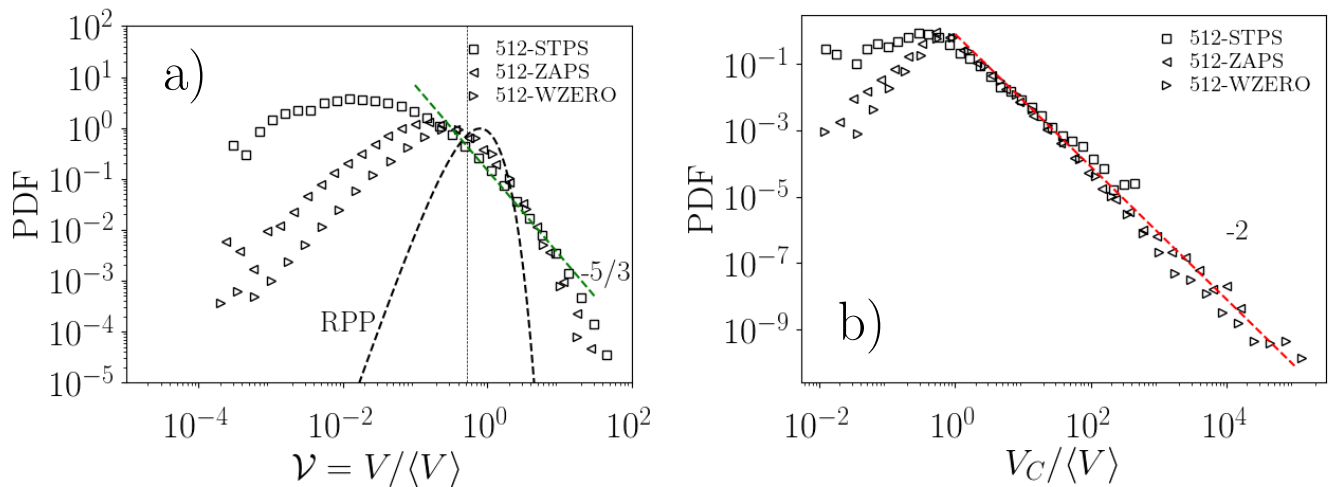 a)
PDF
10^2
10^1
10^0
10^{-1}
10^{-2}
10^{-3}
10^{-4}
10^{-5}
512-STPS
512-ZAPS
512-WZERO
-5/3
RPP
10^{-4}
10^{-2}
10^0
10^2
𝒱 = V/⟨V⟩
b)
PDF
10^{-1}
10^{-3}
10^{-5}
10^{-7}
10^{-9}
512-STPS
512-ZAPS
512-WZERO
-2
10^{-2}
10^0
10^2
10^4
V_C/⟨V⟩